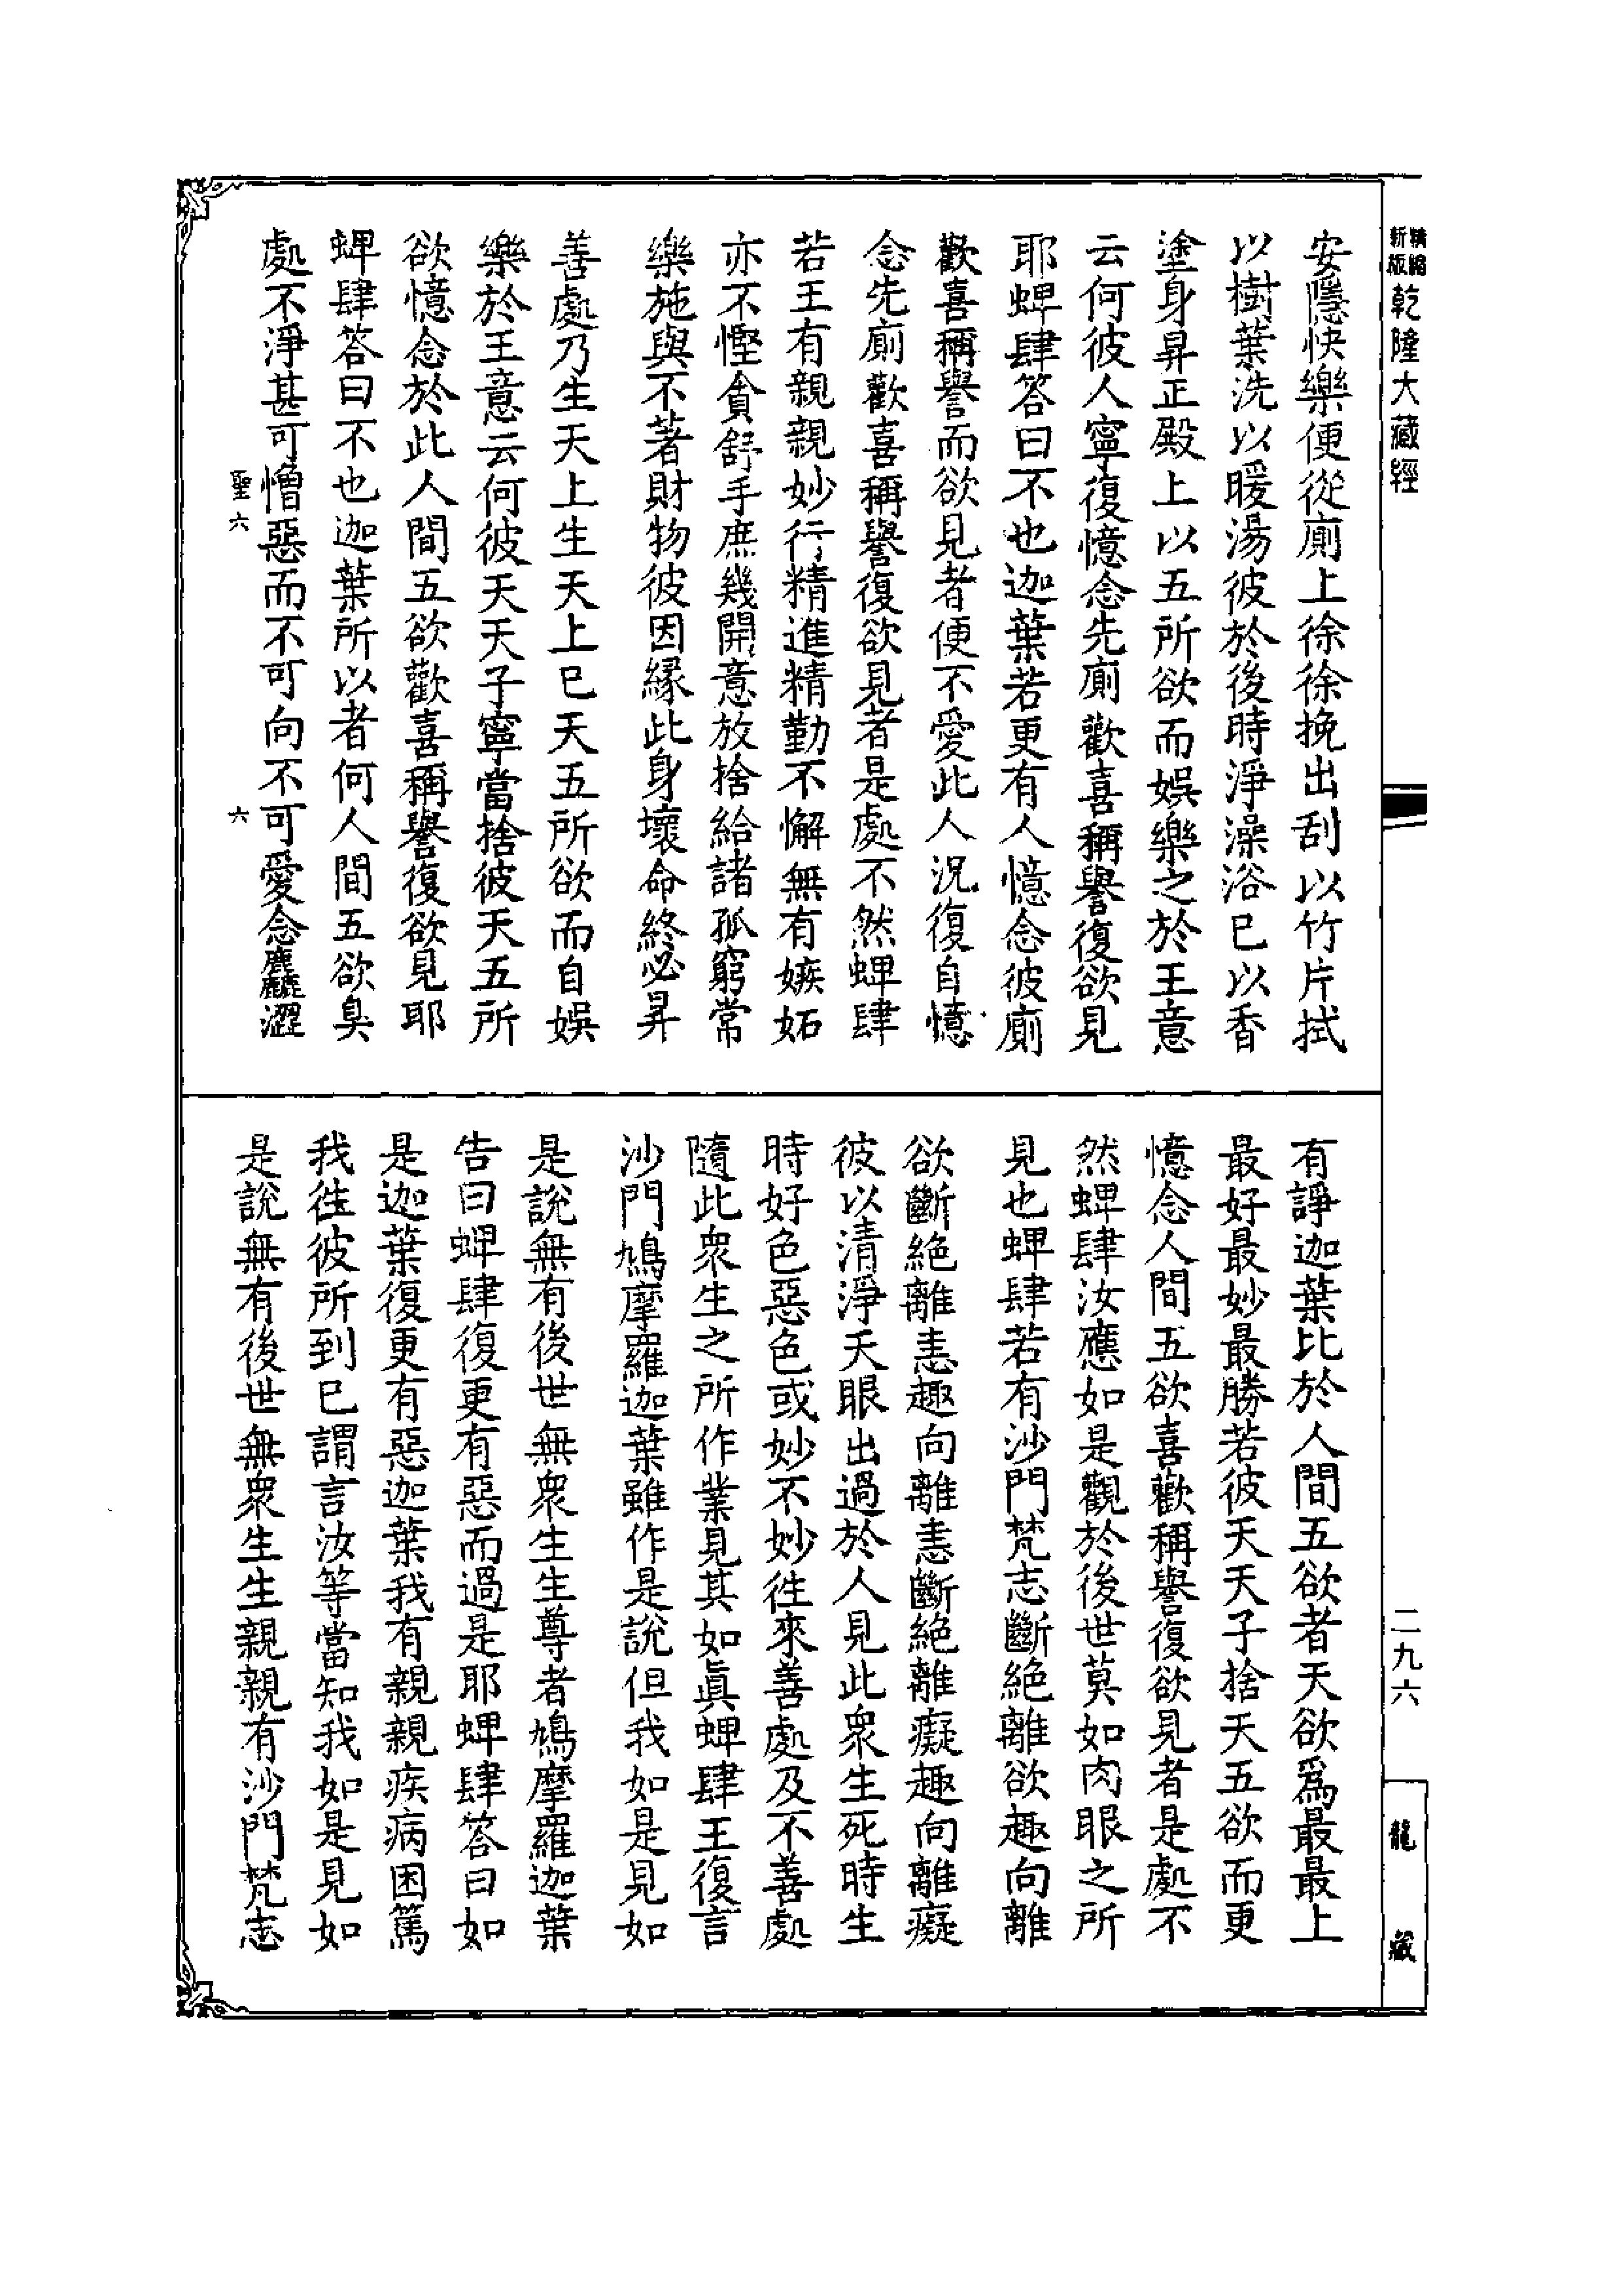 精縮新版乾隆大藏經
安隱快樂便從廁上徐徐挽出刮以竹片拭
以樹葉洗以暖湯彼於後時淨澡浴已以香
塗身昇正殿上以五所欲而娛樂之於王意
云何彼人寧復憶念先廁歡喜稱譽復欲見
耶蜱肆答曰不也迦葉若更有人憶念彼廁
歡喜稱譽而欲見者便不愛此人況復自憶
念先廁歡喜稱譽復欲見者是處不然蜱肆
若王有親親妙行精進精勤不懈無有嫉妬
亦不慳貪舒手庶幾開意放捨給諸孤窮常
樂施與不著財物彼因緣此身壞命終必昇
善處乃生天上生天上已天五所欲而自娛
樂於王意云何彼天天子寧當捨彼天五所
欲憶念於此人間五欲歡喜稱譽復欲見耶
蜱肆答曰不也迦葉所以者何人間五欲臭
處不淨甚可憎惡而不可向不可愛念麤澀
聖六 六
有諍迦葉比於人間五欲者天欲爲最最上
最好最妙最勝若彼天天子捨天五欲而更
憶念人間五欲喜歡稱譽復欲見者是處不
然蜱肆汝應如是觀於後世莫如肉眼之所
見也蜱肆若有沙門梵志斷絕離欲趣向離
欲斷絕離恚趣向離恚斷絕離癡趣向離癡
彼以清淨天眼出過於人見此衆生死時生
時好色惡色或妙不妙徃來善處及不善處
隨此衆生之所作業見其如眞蜱肆王復言
沙門鳩摩羅迦葉雖作是說但我如是見如
是說無有後世無衆生生尊者鳩摩羅迦葉
告曰蜱肆復更有惡而過是耶蜱肆答曰如
是迦葉復更有惡迦葉我有親親疾病困篤
我徃彼所到已謂言汝等當知我如是見如
是說無有後世無衆生生親親有沙門梵志
二九六
龍藏